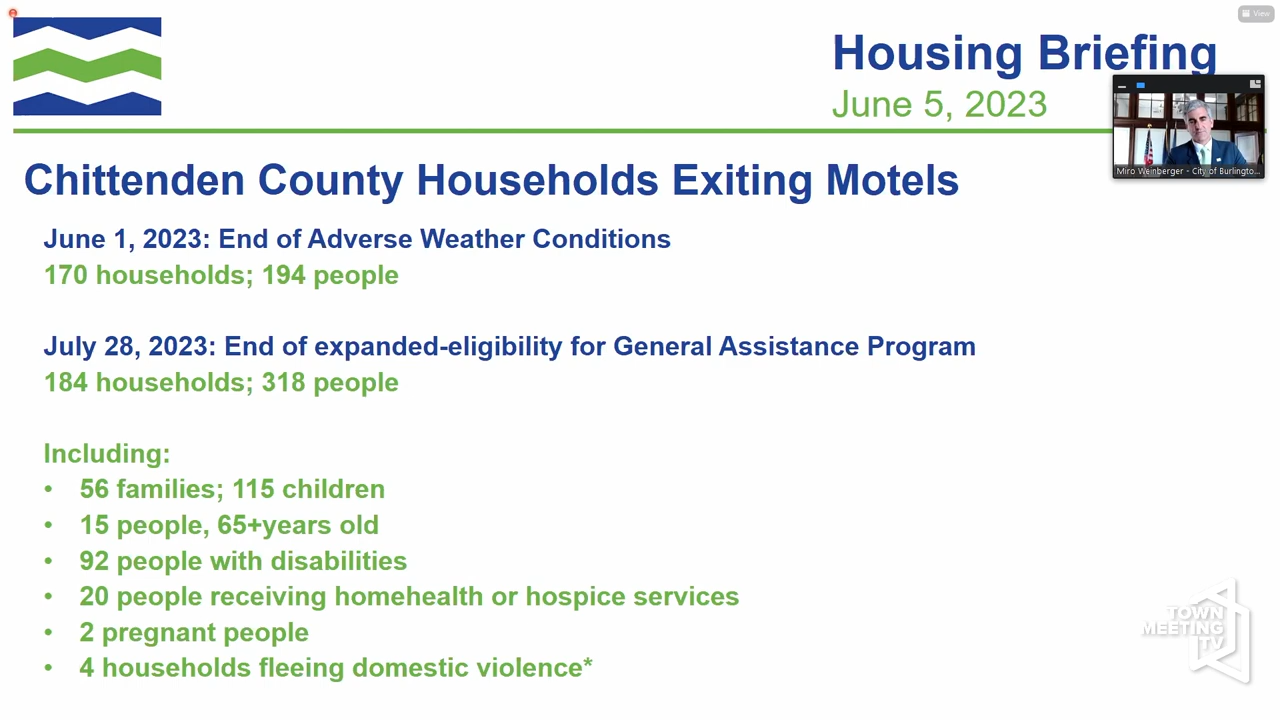 View
Housing Briefing
June 5, 2023
Miro Weinberger - City of Burlingto...
Chittenden County Households Exiting Motels
June 1, 2023: End of Adverse Weather Conditions
170 households; 194 people
July 28, 2023: End of expanded-eligibility for General Assistance Program
184 households; 318 people
Including:
• 56 families; 115 children
• 15 people, 65+years old
• 92 people with disabilities
• 20 people receiving homehealth or hospice services
• 2 pregnant people
• 4 households fleeing domestic violence*
TOWN
MEETING
TV